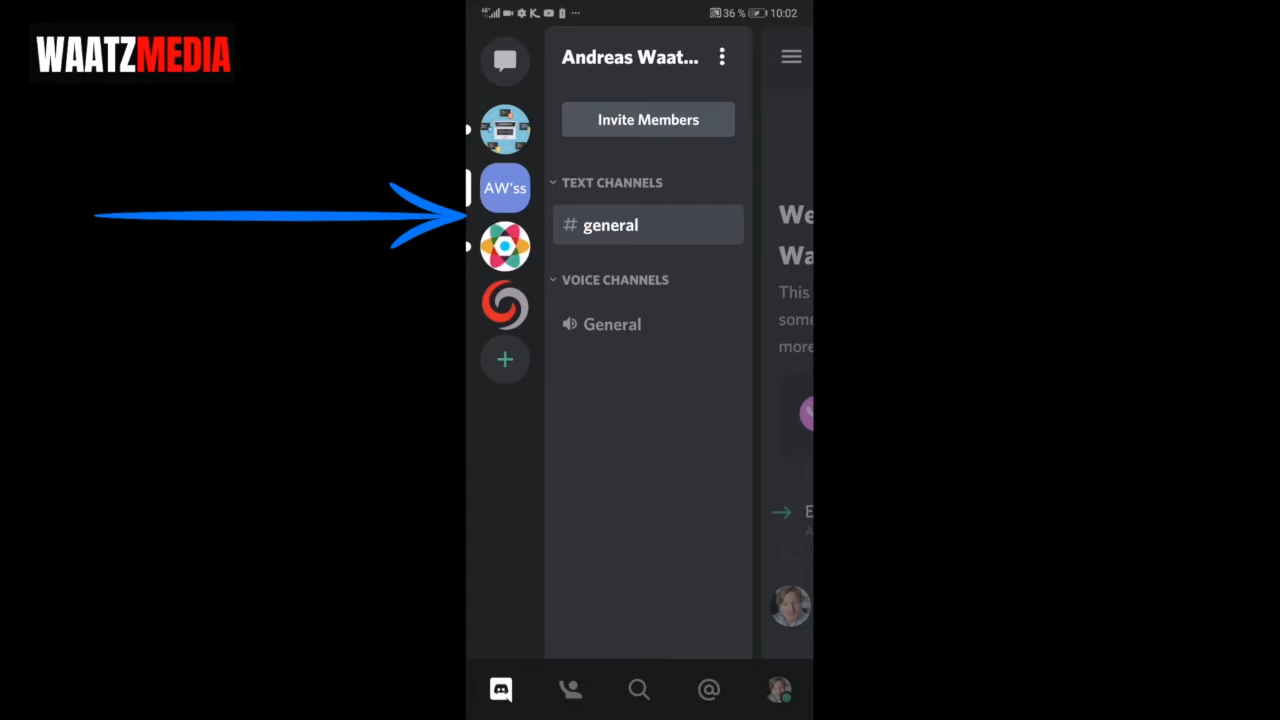 WAATZMEDIA
36 % 10:02
Andreas Waat...
Invite Members
AW'ss
TEXT CHANNELS
# general
VOICE CHANNELS
General
We
Wa
This
some
more
E
A